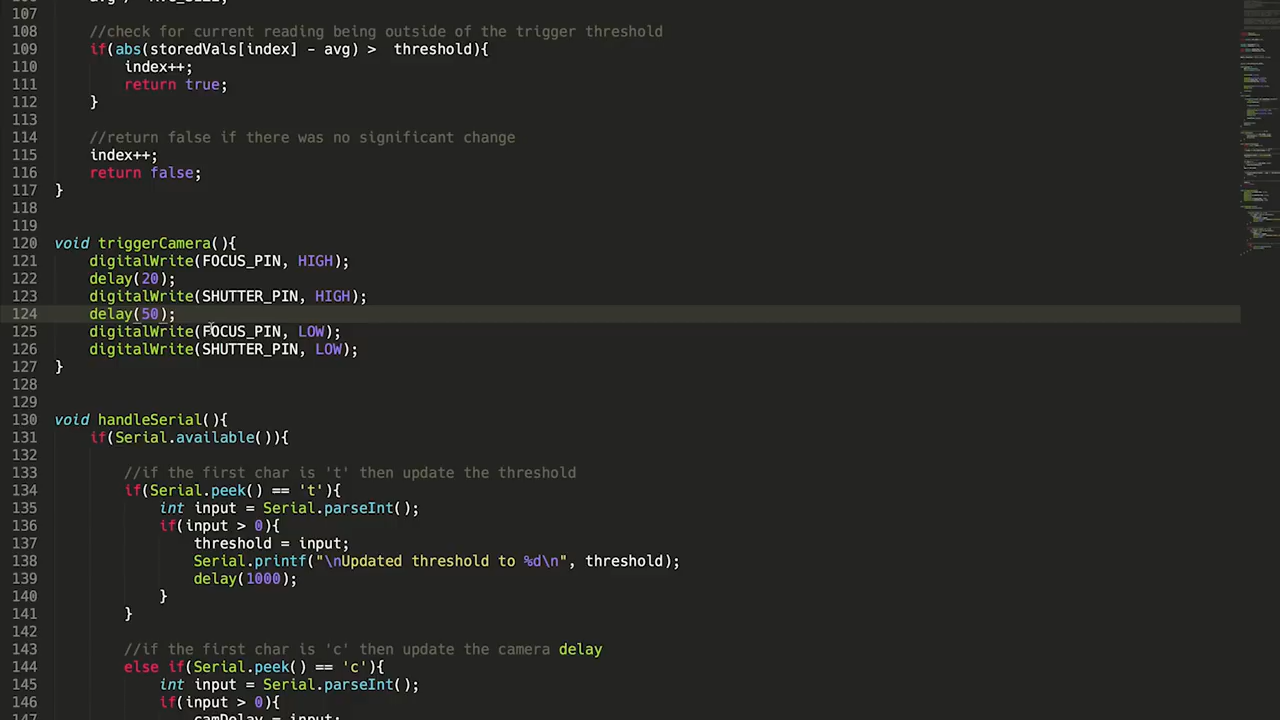 107
108 //check for current reading being outside of the trigger threshold
109 if(abs(storedVals[index] - avg) >  threshold){
110 index++;
111 return true;
112 }
113
114 //return false if there was no significant change
115 index++;
116 return false;
117 }
118
119
120 void triggerCamera(){
121 digitalWrite(FOCUS_PIN, HIGH);
122 delay(20);
123 digitalWrite(SHUTTER_PIN, HIGH);
124 delay(50);
125 digitalWrite(FOCUS_PIN, LOW);
126 digitalWrite(SHUTTER_PIN, LOW);
127 }
128
129
130 void handleSerial(){
131 if(Serial.available()){
132
133 //if the first char is 't' then update the threshold
134 if(Serial.peek() == 't'){
135 int input = Serial.parseInt();
136 if(input > 0){
137 threshold = input;
138 Serial.printf("\nUpdated threshold to %d\n", threshold);
139 delay(1000);
140 }
141 }
142
143 //if the first char is 'c' then update the camera delay
144 else if(Serial.peek() == 'c'){
145 int input = Serial.parseInt();
146 if(input > 0){
147 camDelay = input;